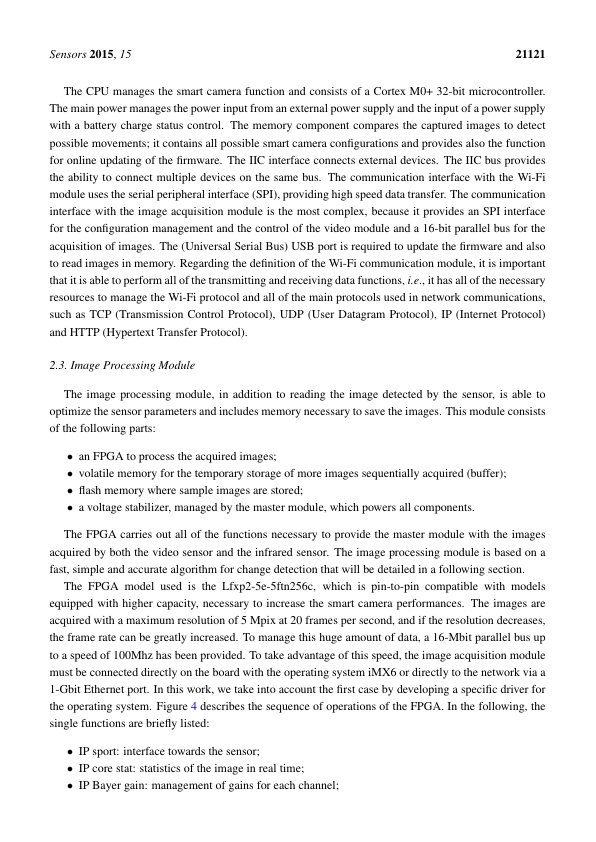 Sensors 2015, 15 21121
The CPU manages the smart camera function and consists of a Cortex M0+ 32-bit microcontroller.
The main power manages the power input from an external power supply and the input of a power supply
with a battery charge status control. The memory component compares the captured images to detect
possible movements; it contains all possible smart camera configurations and provides also the function
for online updating of the firmware. The IIC interface connects external devices. The IIC bus provides
the ability to connect multiple devices on the same bus. The communication interface with the Wi-Fi
module uses the serial peripheral interface (SPI), providing high speed data transfer. The communication
interface with the image acquisition module is the most complex, because it provides an SPI interface
for the configuration management and the control of the video module and a 16-bit parallel bus for the
acquisition of images. The (Universal Serial Bus) USB port is required to update the firmware and also
to read images in memory. Regarding the definition of the Wi-Fi communication module, it is important
that it is able to perform all of the transmitting and receiving data functions, i.e., it has all of the necessary
resources to manage the Wi-Fi protocol and all of the main protocols used in network communications,
such as TCP (Transmission Control Protocol), UDP (User Datagram Protocol), IP (Internet Protocol)
and HTTP (Hypertext Transfer Protocol).
2.3. Image Processing Module
The image processing module, in addition to reading the image detected by the sensor, is able to
optimize the sensor parameters and includes memory necessary to save the images. This module consists
of the following parts:
• an FPGA to process the acquired images;
• volatile memory for the temporary storage of more images sequentially acquired (buffer);
• flash memory where sample images are stored;
• a voltage stabilizer, managed by the master module, which powers all components.
The FPGA carries out all of the functions necessary to provide the master module with the images
acquired by both the video sensor and the infrared sensor. The image processing module is based on a
fast, simple and accurate algorithm for change detection that will be detailed in a following section.
The FPGA model used is the Lfxp2-5e-5ftn256c, which is pin-to-pin compatible with models
equipped with higher capacity, necessary to increase the smart camera performances. The images are
acquired with a maximum resolution of 5 Mpix at 20 frames per second, and if the resolution decreases,
the frame rate can be greatly increased. To manage this huge amount of data, a 16-Mbit parallel bus up
to a speed of 100Mhz has been provided. To take advantage of this speed, the image acquisition module
must be connected directly on the board with the operating system iMX6 or directly to the network via a
1-Gbit Ethernet port. In this work, we take into account the first case by developing a specific driver for
the operating system. Figure 4 describes the sequence of operations of the FPGA. In the following, the
single functions are briefly listed:
• IP sport: interface towards the sensor;
• IP core stat: statistics of the image in real time;
• IP Bayer gain: management of gains for each channel;